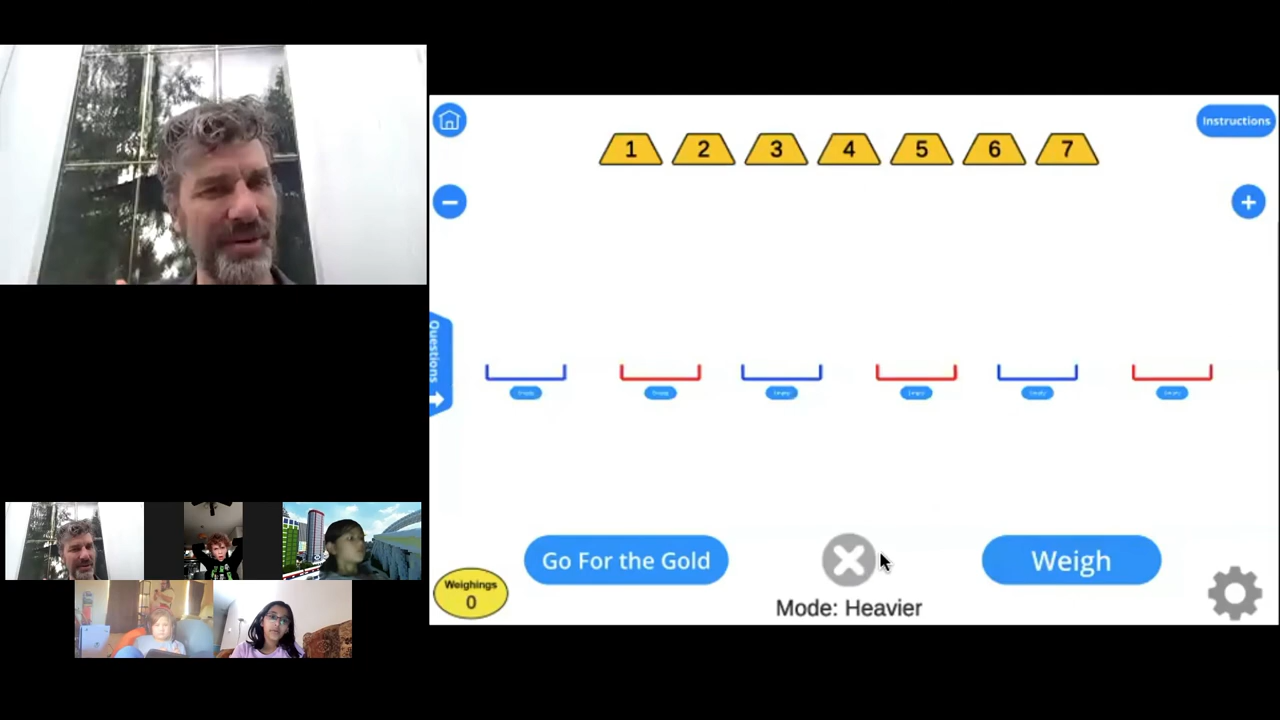 Instructions
1 2 3 4 5 6 7
Questions
Go For the Gold
Weigh
Weighings
0
Mode: Heavier